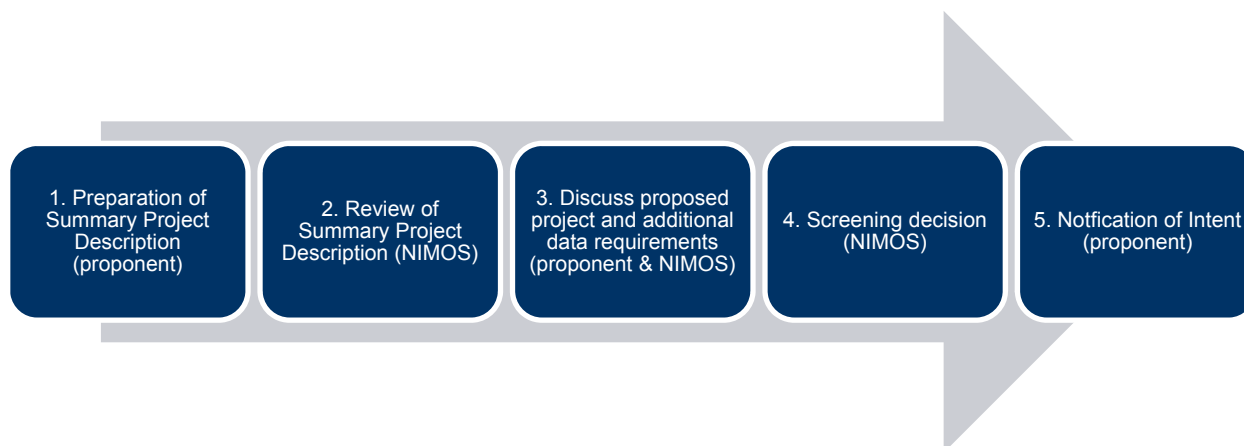 1. Preparation of
Summary Project
Description
(proponent)
2. Review of
Summary Project
Description (NIMOS)
3. Discuss proposed
project and additional
data requirements
(proponent & NIMOS)
4. Screening decision
(NIMOS)
5. Notfication of Intent
(proponent)